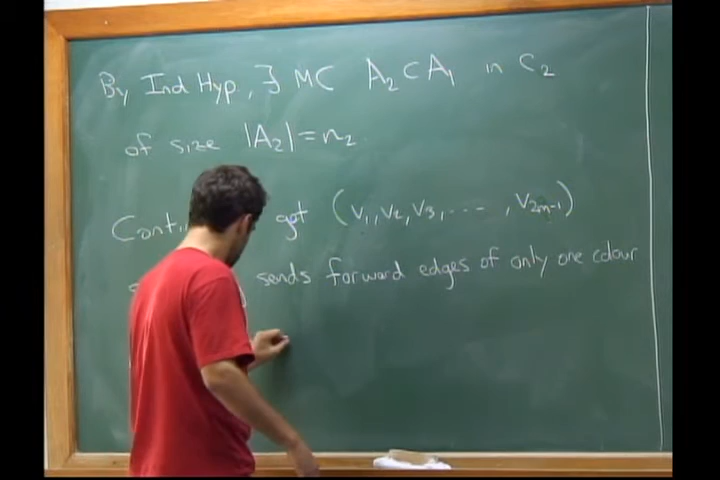 By Ind Hyp, ∃ MC A₂⊂A₁ in C₂
of size |A₂|=n₂
get (v₁,v₂,v₃,...,v₂ₘ₋₁)
sends forward edges of only one colour